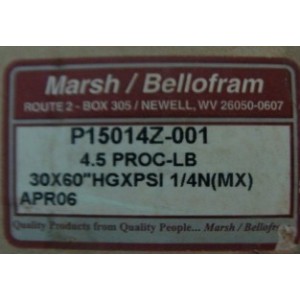 Marsh / Bellofram
ROUTE 2 - BOX 305 / NEWELL, WV 26050-0607
P15014Z-001
4.5 PROC-LB
30X60"HGXPSI 1/4N(MX)
APR06
Quality Products from Quality People... Marsh / Bellofram